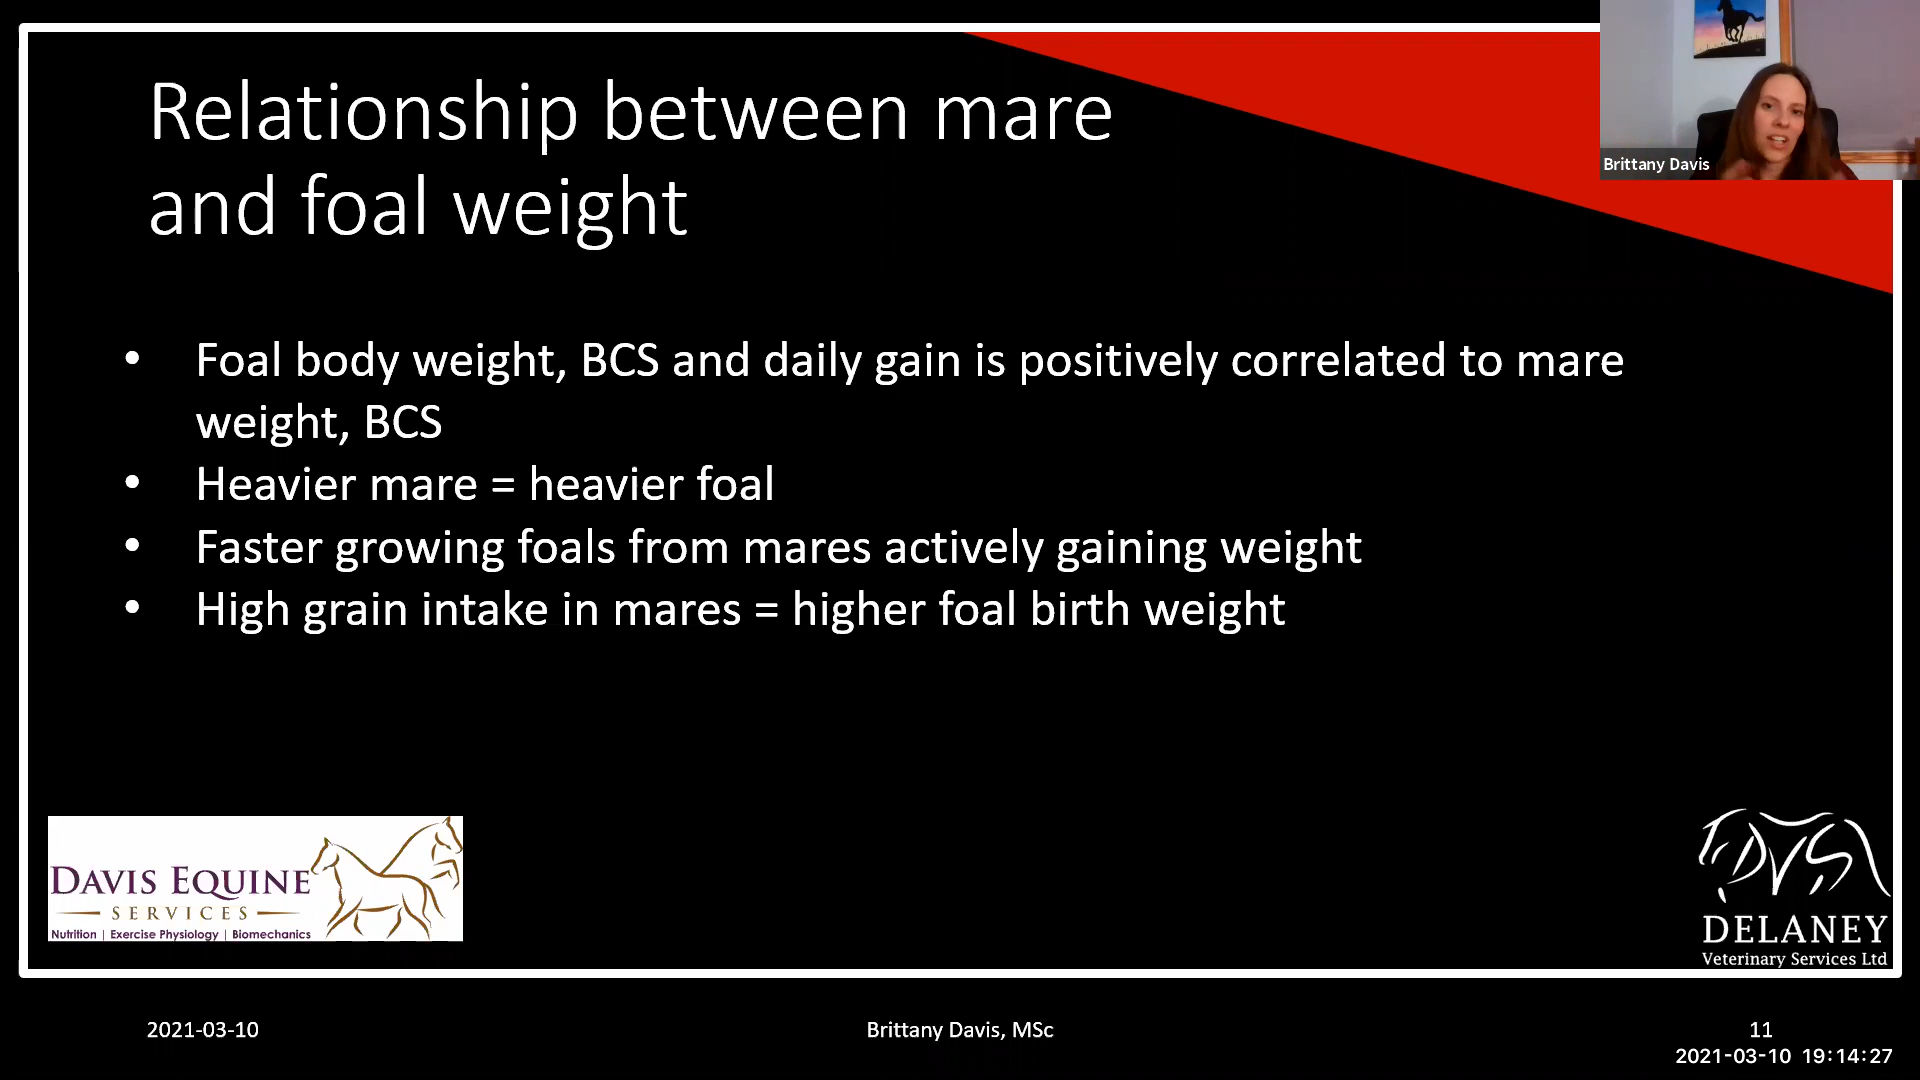 Relationship between mare
and foal weight
Brittany Davis
• Foal body weight, BCS and daily gain is positively correlated to mare
weight, BCS
• Heavier mare = heavier foal
• Faster growing foals from mares actively gaining weight
• High grain intake in mares = higher foal birth weight
DAVIS EQUINE
SERVICES
Nutrition | Exercise Physiology | Biomechanics
DVS
DELANEY
Veterinary Services Ltd
2021-03-10
Brittany Davis, MSc
11
2021-03-10 19:14:27